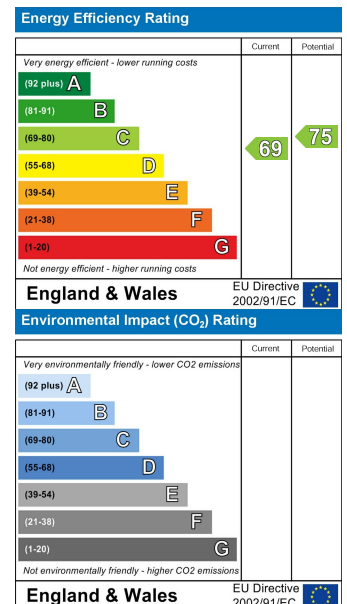 Energy Efficiency Rating
Current Potential
Very energy efficient - lower running costs
(92 plus) A
(81-91) B
(69-80) C
(55-68) D
(39-54) E
(21-38) F
(1-20) G
69 75
Not energy efficient - higher running costs
England & Wales
EU Directive
2002/91/EC
Environmental Impact (CO₂) Rating
Current Potential
Very environmentally friendly - lower CO2 emissions
(92 plus) A
(81-91) B
(69-80) C
(55-68) D
(39-54) E
(21-38) F
(1-20) G
Not environmentally friendly - higher CO2 emissions
England & Wales
EU Directive
2002/91/EC